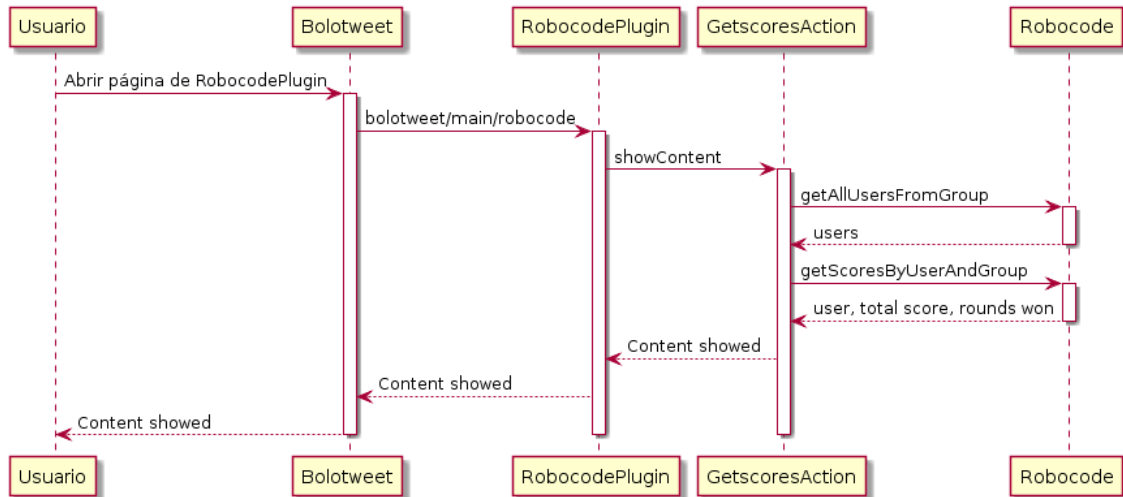 Usuario Bolotweet RobocodePlugin GetscoresAction Robocode
Abrir página de RobocodePlugin
bolotweet/main/robocode
showContent
getAllUsersFromGroup
users
getScoresByUserAndGroup
user, total score, rounds won
Content showed
Content showed
Content showed
Usuario Bolotweet RobocodePlugin GetscoresAction Robocode